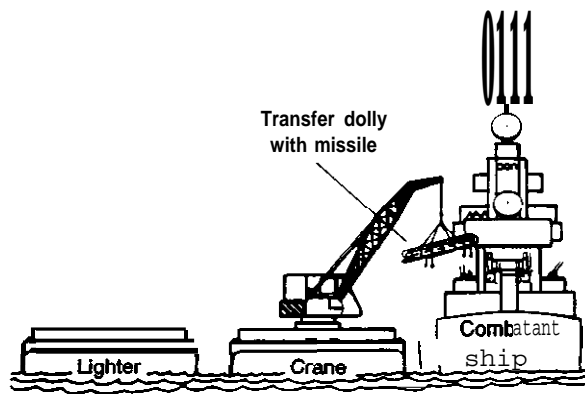 0111
Transfer dolly
with missile
Lighter
Crane
Combatant
ship